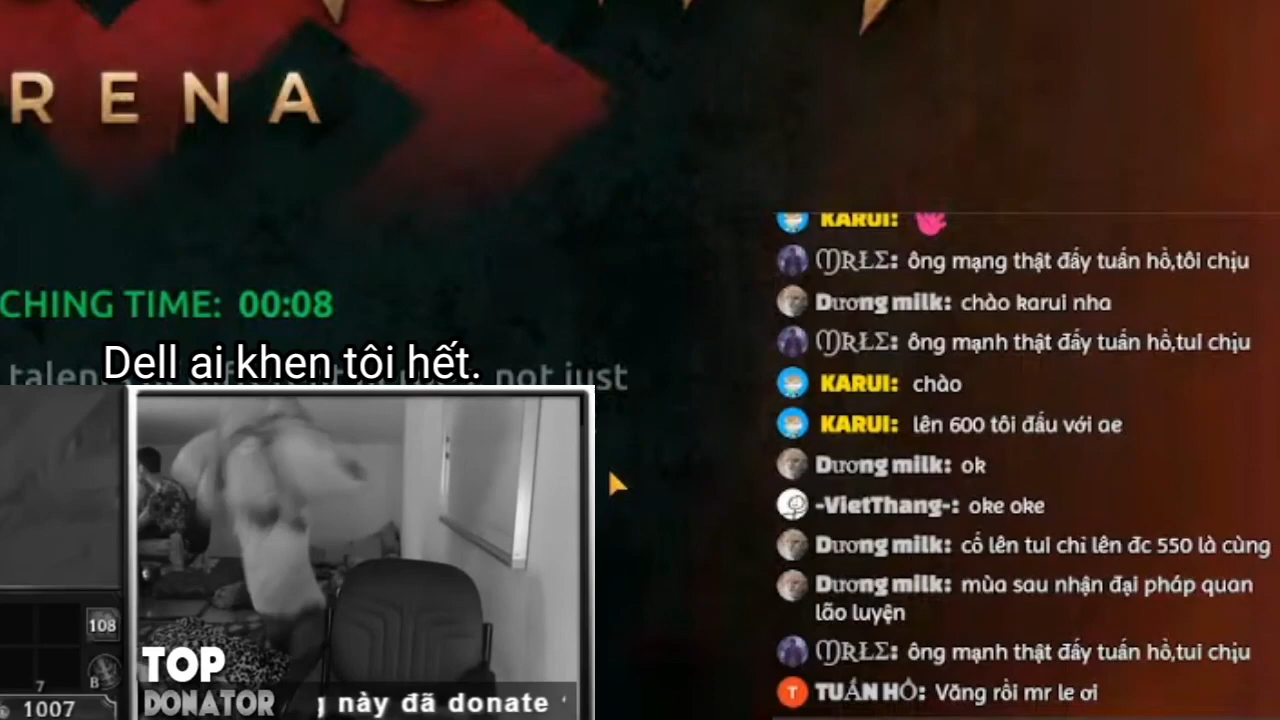 RENA
CHING TIME: 00:08
Dell ai khen tôi hết.
talen not just
KARUI:
ᙏRŁΣ: ông mạng thật đấy tuấn hồ,tôi chịu
Dương milk: chào karui nha
ᙏRŁΣ: ông mạnh thật đấy tuấn hồ,tui chịu
KARUI: chào
KARUI: lên 600 tôi đấu với ae
Dương milk: ok
-VietThang-: oke oke
Dương milk: cố lên tui chỉ lên đc 550 là cùng
Dương milk: mùa sau nhận đại pháp quan
lão luyện
ᙏRŁΣ: ông mạnh thật đấy tuấn hồ,tui chịu
T TUẤN HỒ: Văng rồi mr le ơi
108
7
B
1007
TOP
DONATOR
này đã donate